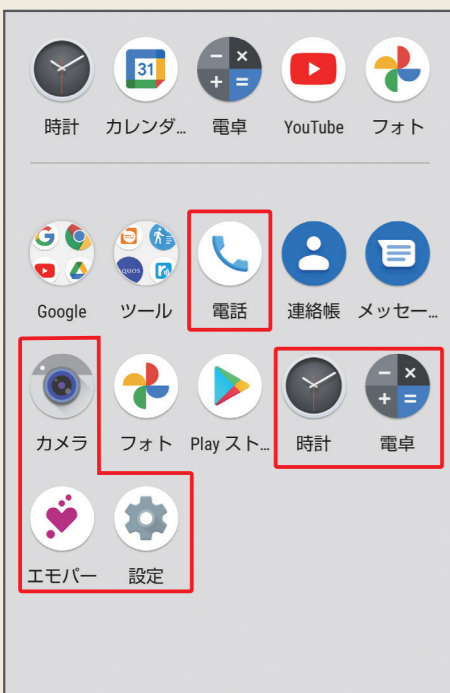 31
時計 カレンダ… 電卓 YouTube フォト
Google ツール 電話 連絡帳 メッセー…
カメラ フォト Play スト… 時計 電卓
エモパー 設定